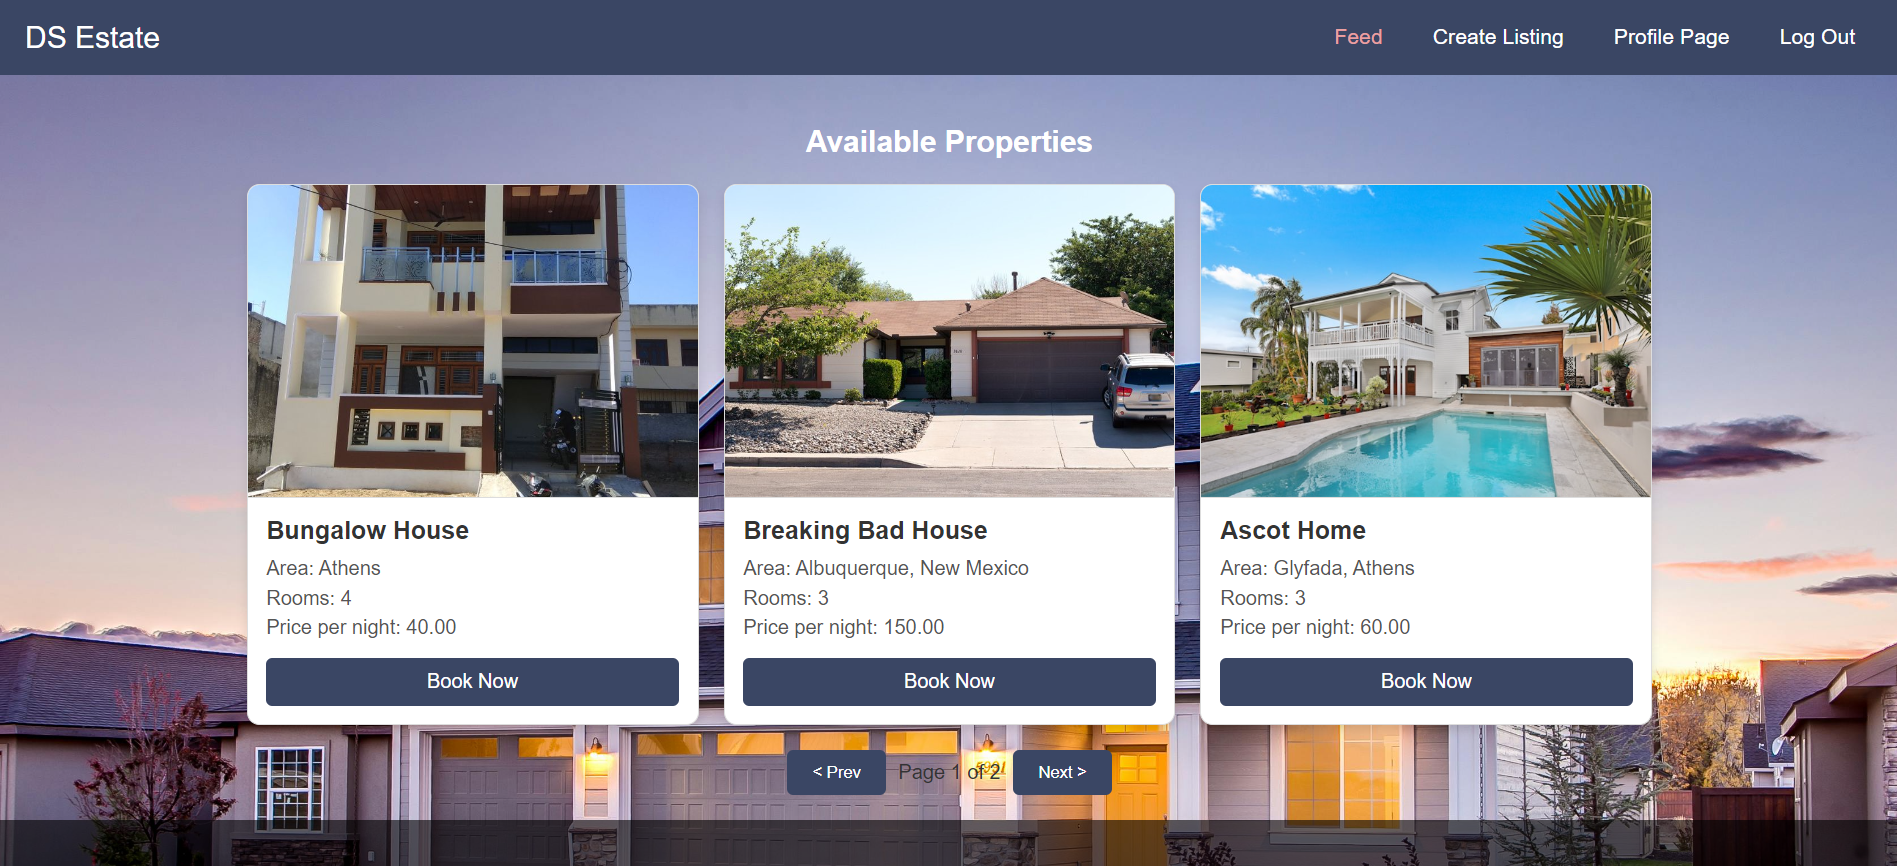 DS Estate
Feed
Create Listing
Profile Page
Log Out
Available Properties
Bungalow House
Area: Athens
Rooms: 4
Price per night: 40.00
Book Now
Breaking Bad House
Area: Albuquerque, New Mexico
Rooms: 3
Price per night: 150.00
Book Now
Ascot Home
Area: Glyfada, Athens
Rooms: 3
Price per night: 60.00
Book Now
< Prev
Page 1 of 2
Next >